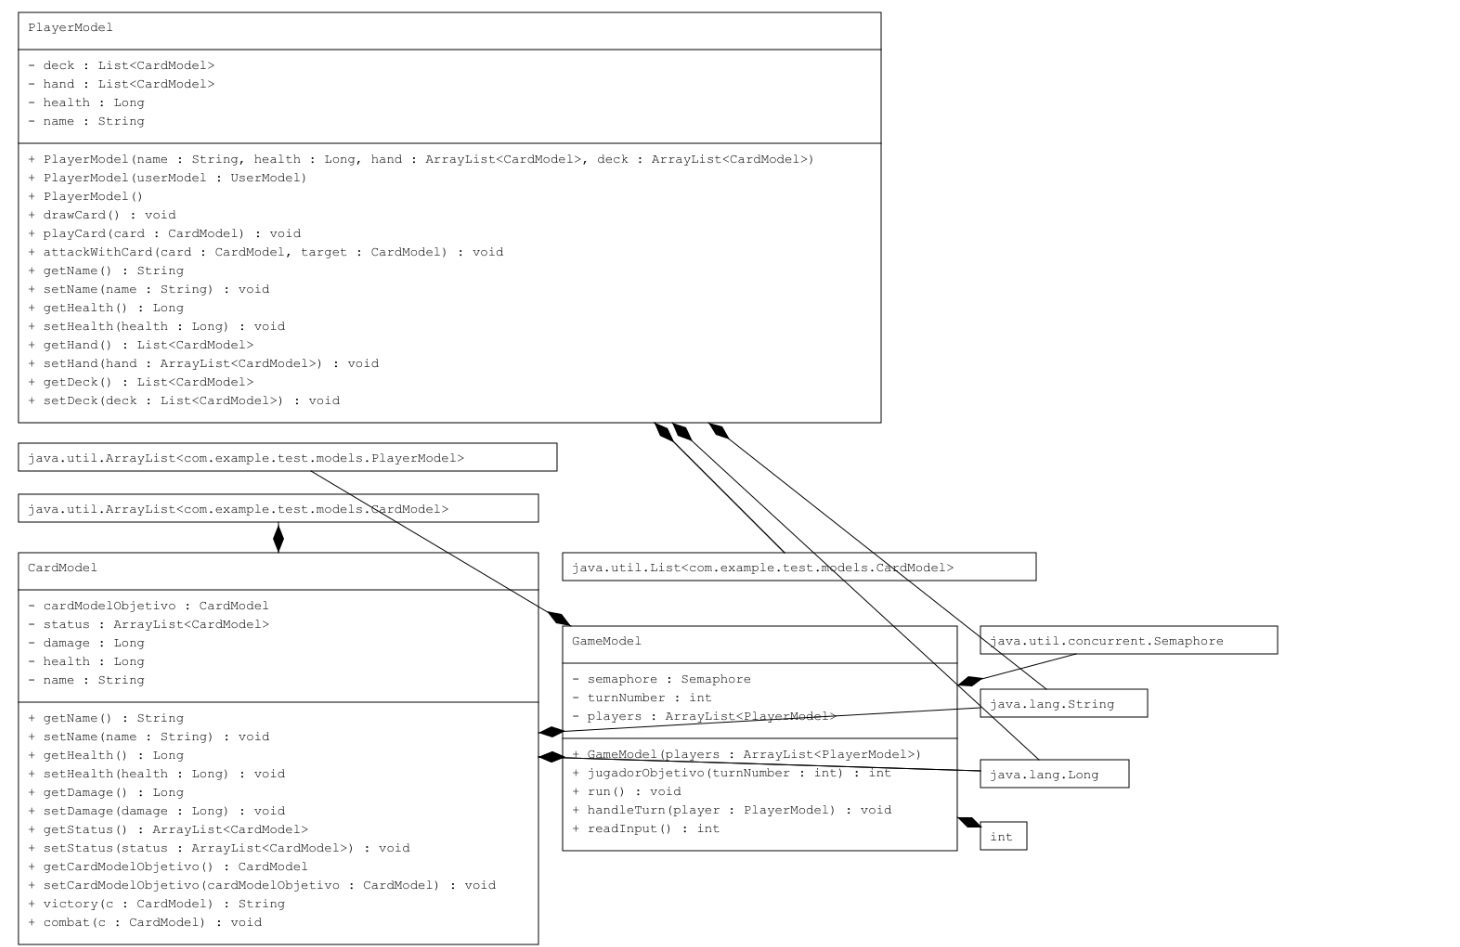 PlayerModel
- deck : List<CardModel>
- hand : List<CardModel>
- health : Long
- name : String
+ PlayerModel(name : String, health : Long, hand : ArrayList<CardModel>, deck : ArrayList<CardModel>)
+ PlayerModel(userModel : UserModel)
+ PlayerModel()
+ drawCard() : void
+ playCard(card : CardModel) : void
+ attackWithCard(card : CardModel, target : CardModel) : void
+ getName() : String
+ setName(name : String) : void
+ getHealth() : Long
+ setHealth(health : Long) : void
+ getHand() : List<CardModel>
+ setHand(hand : ArrayList<CardModel>) : void
+ getDeck() : List<CardModel>
+ setDeck(deck : List<CardModel>) : void
java.util.ArrayList<com.example.test.models.PlayerModel>
java.util.ArrayList<com.example.test.models.CardModel>
CardModel
- cardModelObjetivo : CardModel
- status : ArrayList<CardModel>
- damage : Long
- health : Long
- name : String
+ getName() : String
+ setName(name : String) : void
+ getHealth() : Long
+ setHealth(health : Long) : void
+ getDamage() : Long
+ setDamage(damage : Long) : void
+ getStatus() : ArrayList<CardModel>
+ setStatus(status : ArrayList<CardModel>) : void
+ getCardModelObjetivo() : CardModel
+ setCardModelObjetivo(cardModelObjetivo : CardModel) : void
+ victory(c : CardModel) : String
+ combat(c : CardModel) : void
java.util.List<com.example.test.models.CardModel>
GameModel
- semaphore : Semaphore
- turnNumber : int
- players : ArrayList<PlayerModel>
+ GameModel(players : ArrayList<PlayerModel>)
+ jugadorObjetivo(turnNumber : int) : int
+ run() : void
+ handleTurn(player : PlayerModel) : void
+ readInput() : int
java.util.concurrent.Semaphore
java.lang.String
java.lang.Long
int